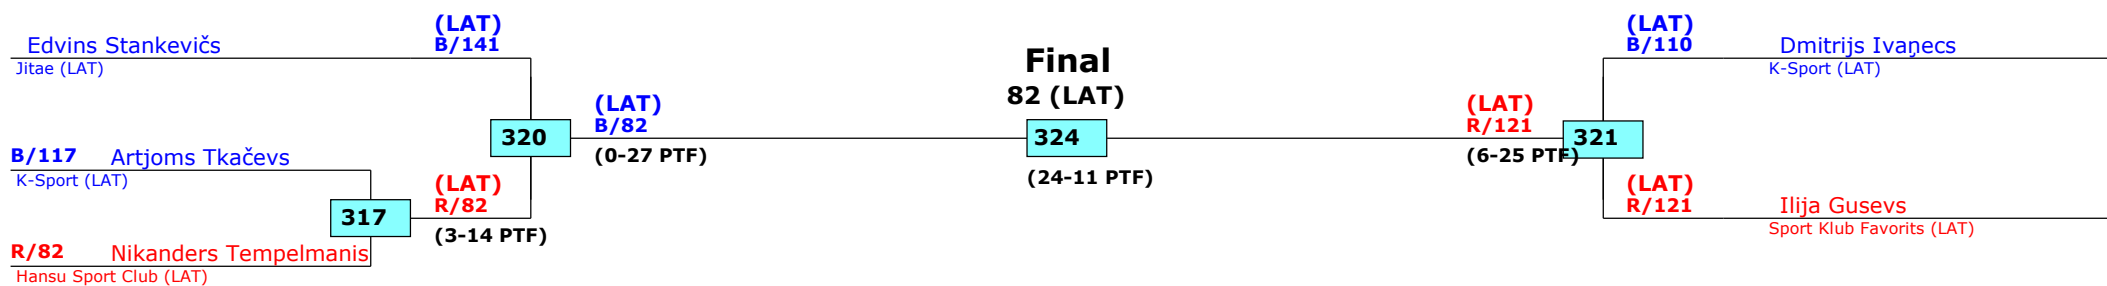 (LAT)
B/141
Edvins Stankevičs
Jitae (LAT)
B/117 Artjoms Tkačevs
K-Sport (LAT)
317
R/82 Nikanders Tempelmanis
Hansu Sport Club (LAT)
(LAT)
R/82
(3-14 PTF)
320
(LAT)
B/82
(0-27 PTF)
Final
82 (LAT)
324
(24-11 PTF)
(LAT)
R/121
(6-25 PTF)
321
(LAT)
B/110 Dmitrijs Ivaņecs
K-Sport (LAT)
(LAT)
R/121 Ilija Gusevs
Sport Klub Favorits (LAT)